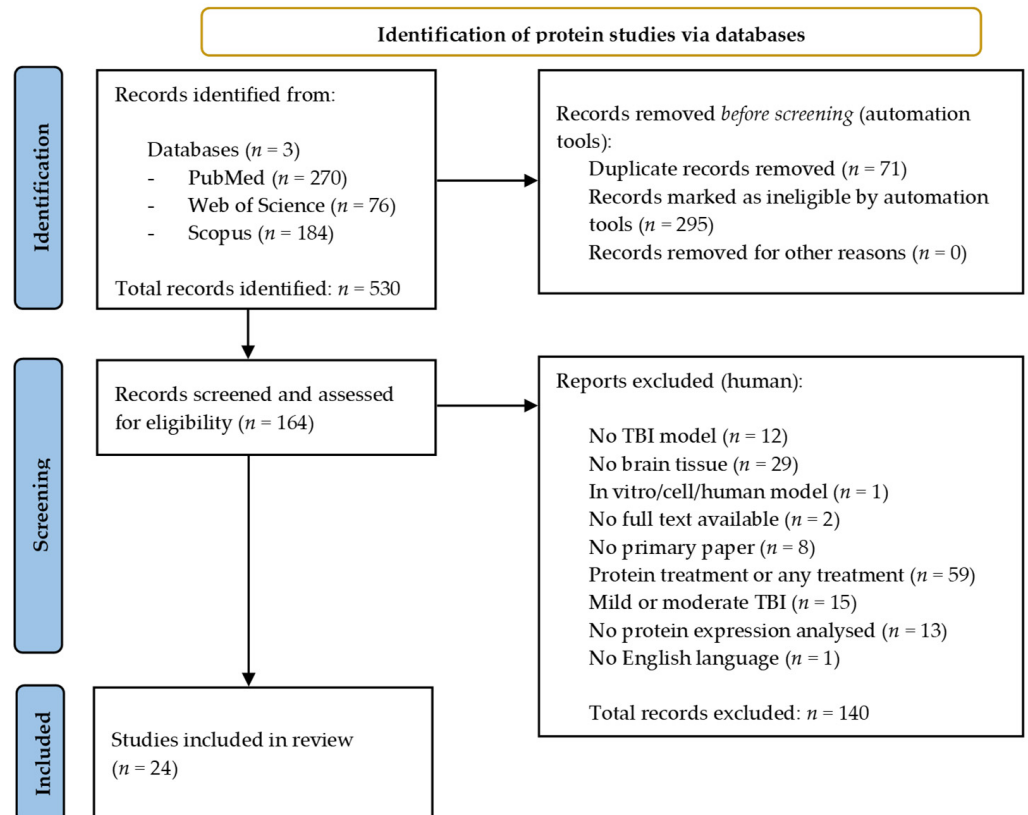 Identification of protein studies via databases
Identification
Records identified from:
Databases (n = 3)
- PubMed (n = 270)
- Web of Science (n = 76)
- Scopus (n = 184)
Total records identified: n = 530
Records removed before screening (automation
tools):
Duplicate records removed (n = 71)
Records marked as ineligible by automation
tools (n = 295)
Records removed for other reasons (n = 0)
Screening
Records screened and assessed
for eligibility (n = 164)
Reports excluded (human):
No TBI model (n = 12)
No brain tissue (n = 29)
In vitro/cell/human model (n = 1)
No full text available (n = 2)
No primary paper (n = 8)
Protein treatment or any treatment (n = 59)
Mild or moderate TBI (n = 15)
No protein expression analysed (n = 13)
No English language (n = 1)
Total records excluded: n = 140
Included
Studies included in review
(n = 24)